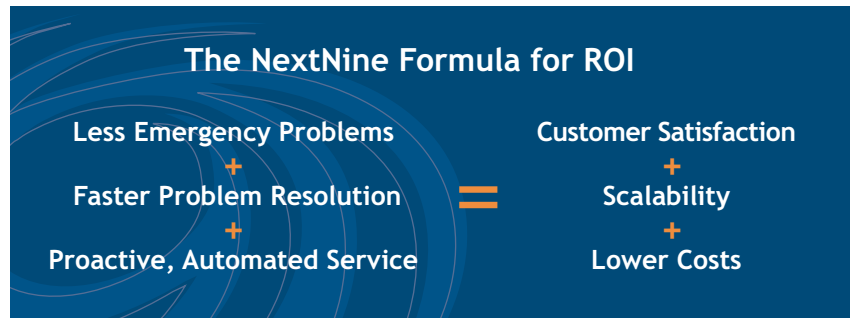 The NextNine Formula for ROI
Less Emergency Problems
+
Faster Problem Resolution
+
Proactive, Automated Service
=
Customer Satisfaction
+
Scalability
+
Lower Costs